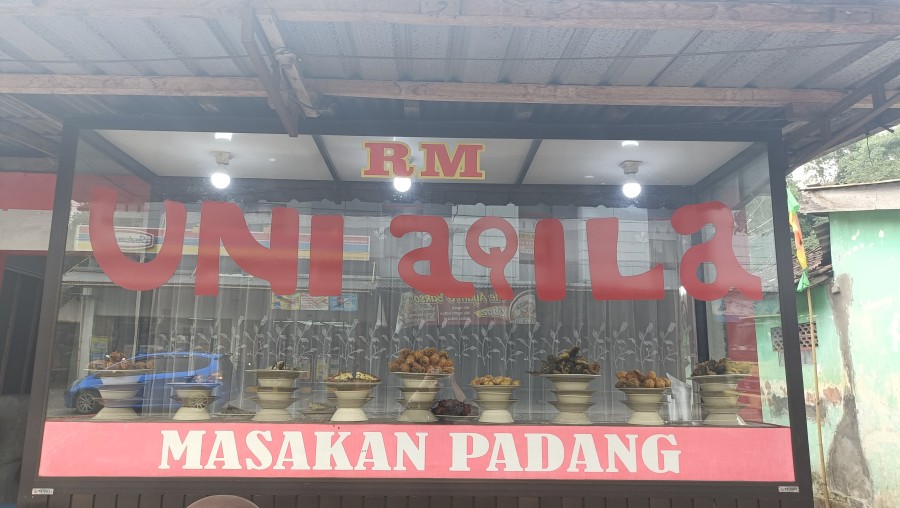 RM
UNI aQILa
MASAKAN PADANG